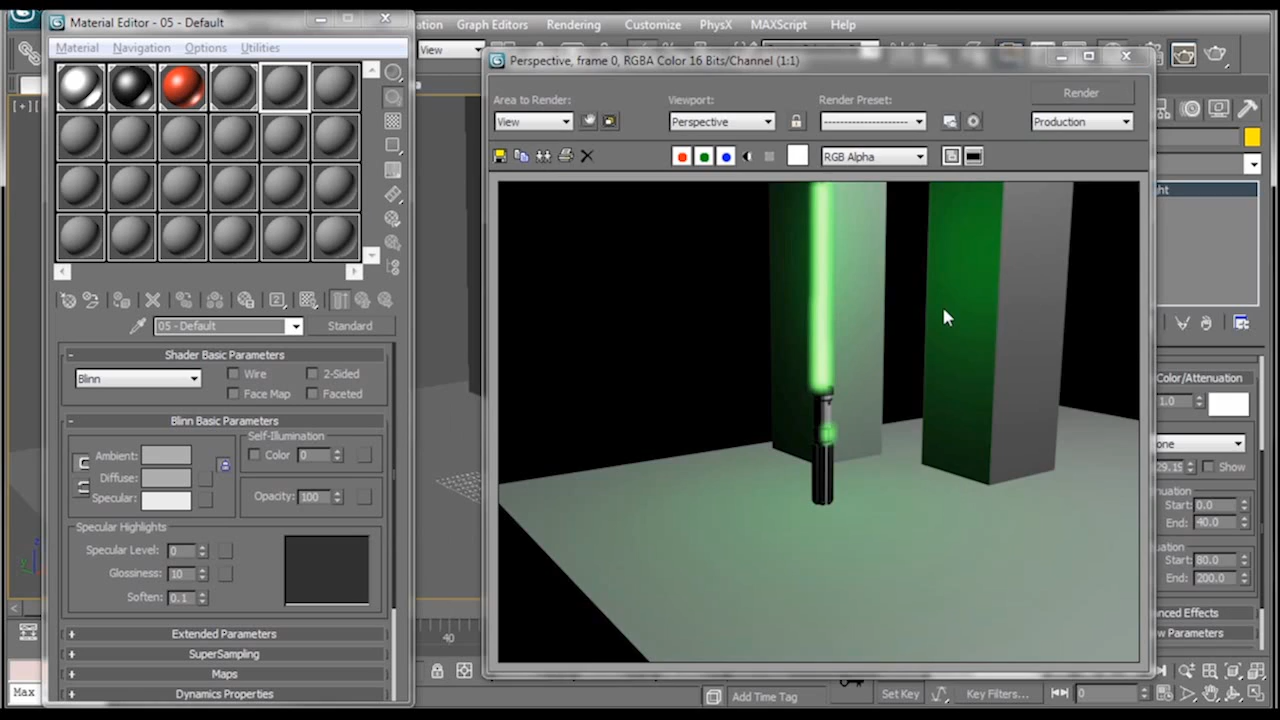 Material Editor - 05 - Default
Material Navigation Options Utilities
05 - Default
Standard
Shader Basic Parameters
Blinn
Wire
2-Sided
Face Map
Faceted
Blinn Basic Parameters
Ambient:
Diffuse:
Specular:
Self-Illumination
Color 0
Opacity: 100
Specular Highlights
Specular Level: 0
Glossiness: 10
Soften: 0.1
Extended Parameters
SuperSampling
Maps
Dynamics Properties
Graph Editors Rendering Customize PhysX MAXScript Help
View
Perspective, frame 0, RGBA Color 16 Bits/Channel (1:1)
Area to Render:
View
Viewport:
Perspective
Render Preset:
Render
Production
RGB Alpha
Color/Attenuation
1.0
Show
Start: 0.0
End: 40.0
Start: 80.0
End: 200.0
40
Max
Add Time Tag
Set Key
Key Filters...
0